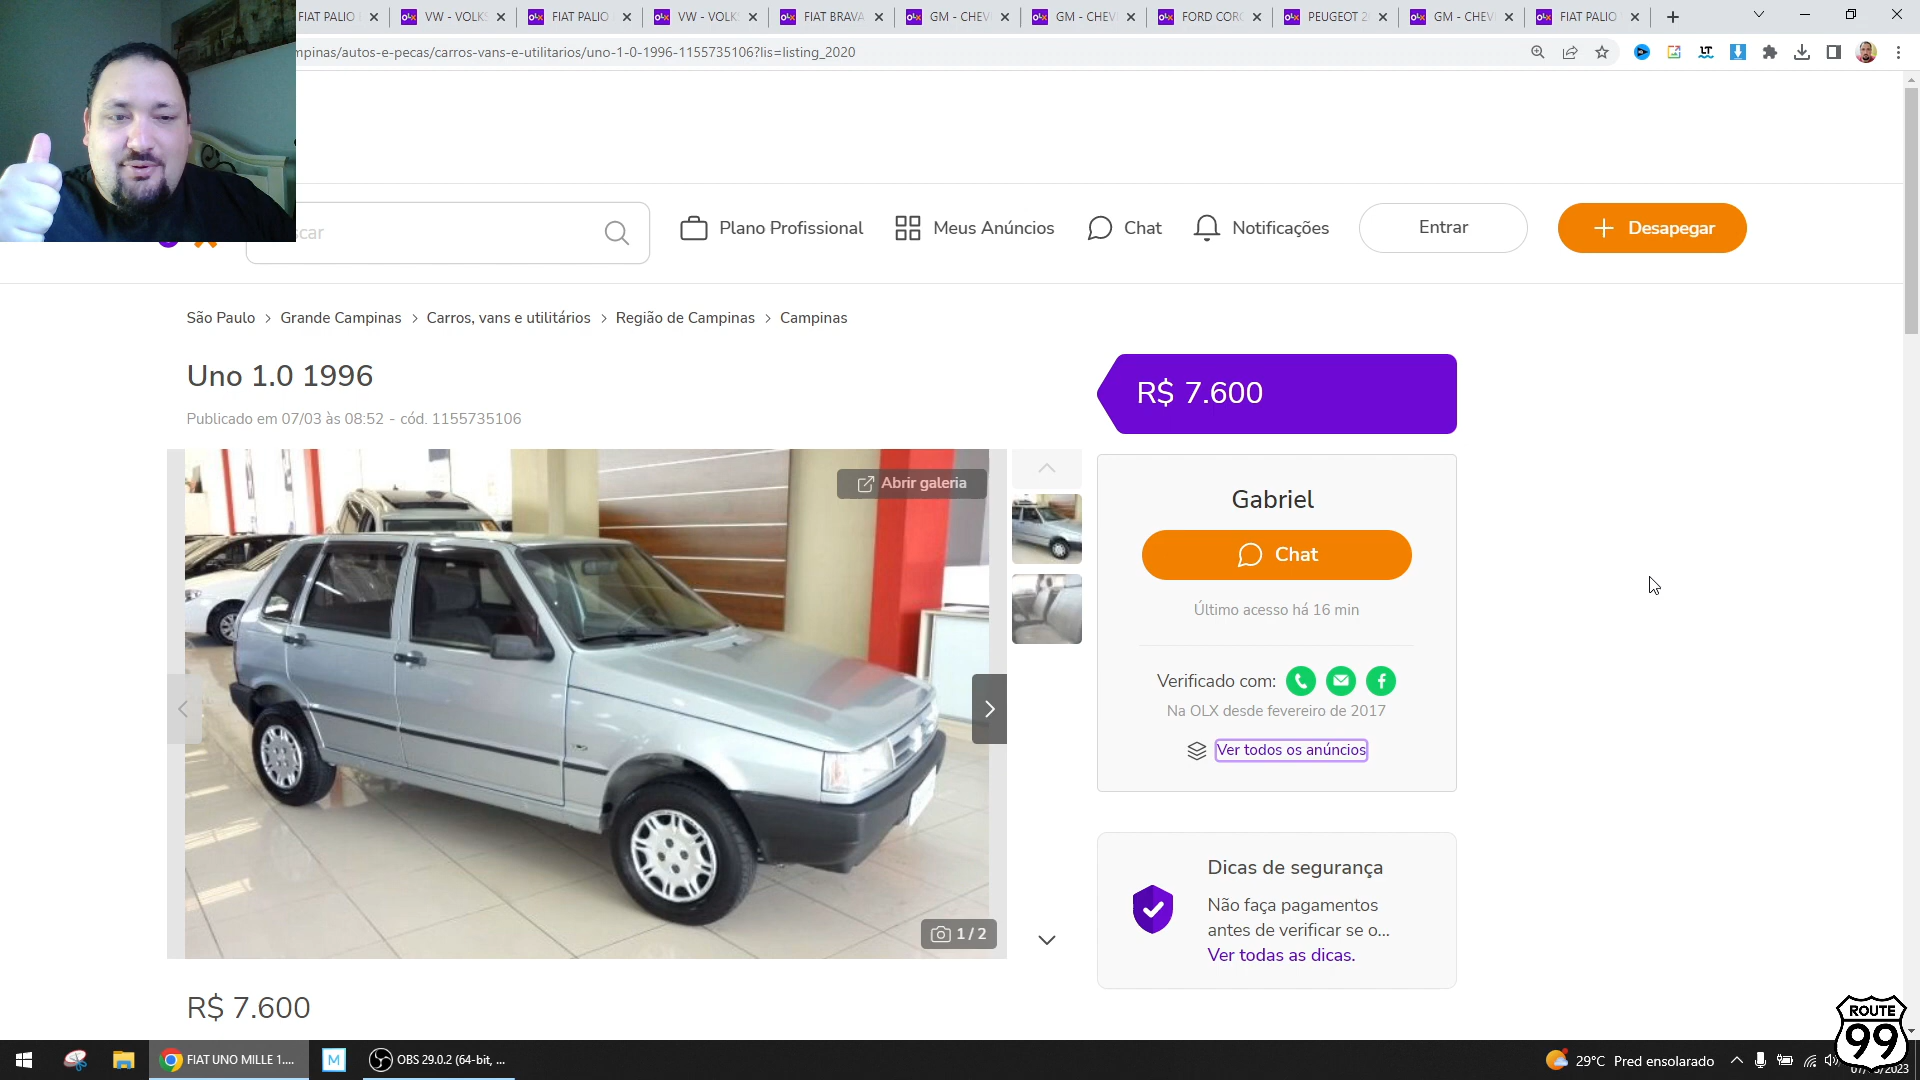 FIAT PALIO
VW - VOLKS
FIAT PALIO
VW - VOLK
FIAT BRAVA
GM - CHEV
GM - CHEV
FORD COR
PEUGEOT 2
GM - CHEV
FIAT PALIO
mpinas/autos-e-pecas/carros-vans-e-utilitarios/uno-1-0-1996-1155735106?lis=listing_2020
scar
Plano Profissional
Meus Anúncios
Chat
Notificações
Entrar
Desapegar
São Paulo > Grande Campinas > Carros, vans e utilitários > Região de Campinas > Campinas
Uno 1.0 1996
Publicado em 07/03 às 08:52 - cód. 1155735106
R$ 7.600
Abrir galeria
1 / 2
Gabriel
Chat
Último acesso há 16 min
Verificado com:
Na OLX desde fevereiro de 2017
Ver todos os anúncios
Dicas de segurança
Não faça pagamentos
antes de verificar se o...
Ver todas as dicas.
R$ 7.600
ROUTE
99
FIAT UNO MILLE 1....
M
OBS 29.0.2 (64-bit, ...
29°C Pred ensolarado